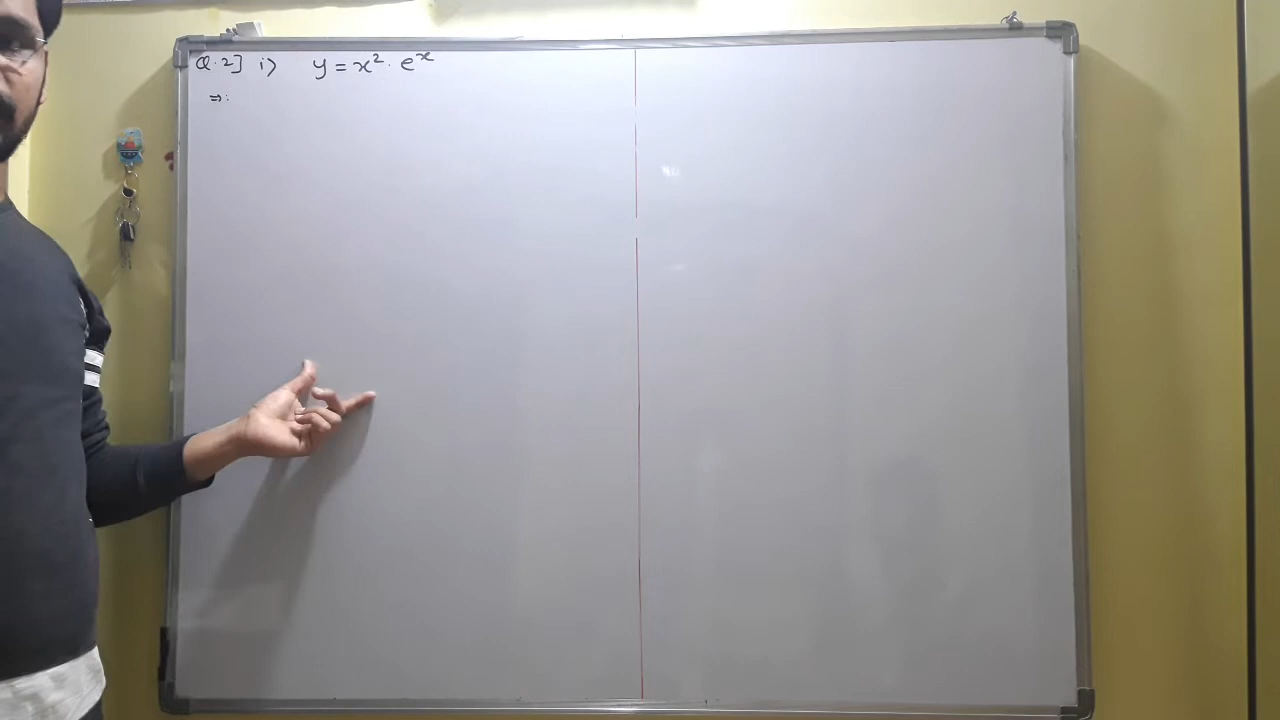 Q.2] i> y = x². eˣ
⇒: